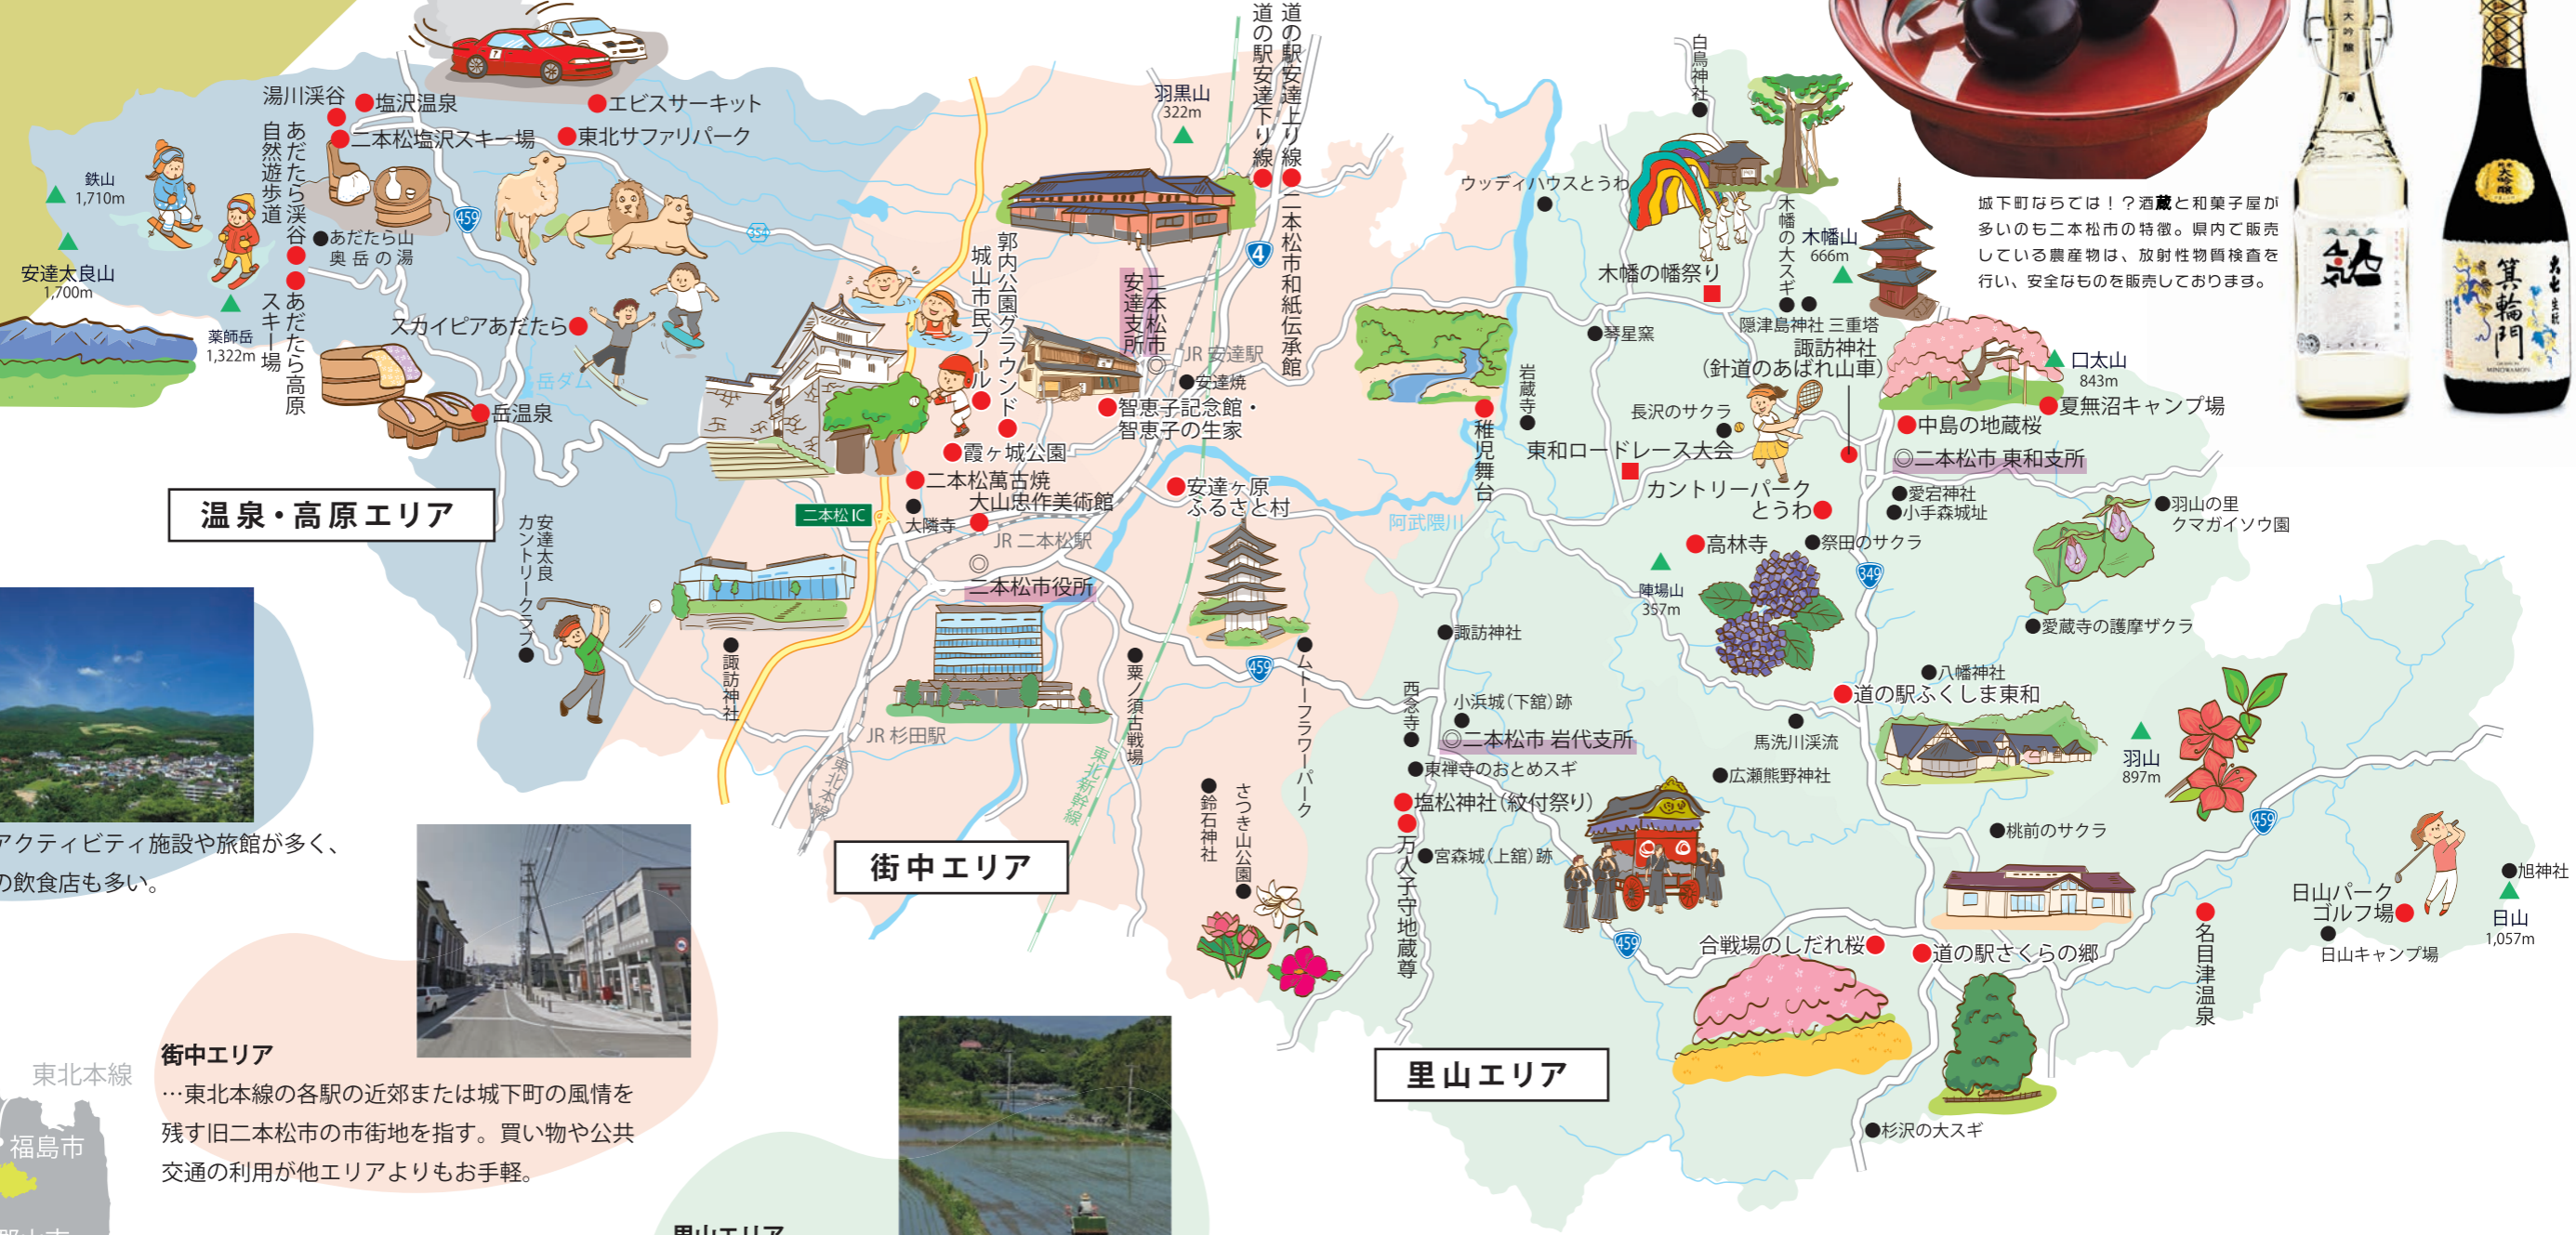 道の駅安達上り線
道の駅安達下り線
白鳥神社
湯川渓谷
塩沢温泉
エビスサーキット
二本松塩沢スキー場
東北サファリパーク
あだたら渓谷
自然遊歩道
鉄山
1,710m
安達太良山
1,700m
薬師岳
1,322m
あだたら山
奥岳の湯
あだたら高原
スキー場
459
354
スカイピアあだたら
岳ダム
岳温泉
温泉・高原エリア
安達太良
カントリークラブ
羽黒山
322m
二本松市和紙伝承館
4
郭内公園グラウンド
城山市民プール
二本松市
安達支所
JR 安達駅
安達焼
智恵子記念館・
智恵子の生家
霞ヶ城公園
二本松萬古焼
大山忠作美術館
二本松IC
大隣寺
JR 二本松駅
二本松市役所
安達ヶ原
ふるさと村
阿武隈川
諏訪神社
JR 杉田駅
東北本線
東北新幹線
粟ノ須古戦場
459
ムトーフラワーパーク
鈴石神社
さつき山公園
街中エリア
ウッディハウスとうわ
木幡の幡祭り
木幡の大スギ
木幡山
666m
隠津島神社 三重塔
琴星窯
諏訪神社
(針道のあばれ山車)
岩蔵寺
稚児舞台
長沢のサクラ
東和ロードレース大会
口太山
843m
夏無沼キャンプ場
中島の地蔵桜
◎二本松市 東和支所
カントリーパーク
とうわ
愛宕神社
小手森城址
羽山の里
クマガイソウ園
高林寺
祭田のサクラ
陣場山
357m
349
諏訪神社
愛蔵寺の護摩ザクラ
八幡神社
道の駅ふくしま東和
西念寺
小浜城(下舘)跡
◎二本松市 岩代支所
馬洗川渓流
羽山
897m
東禅寺のおとめスギ
広瀬熊野神社
塩松神社(紋付祭り)
万人子守地蔵尊
宮森城(上舘)跡
桃前のサクラ
459
459
合戦場のしだれ桜
道の駅さくらの郷
名目津温泉
日山パーク
ゴルフ場
日山キャンプ場
旭神社
日山
1,057m
里山エリア
杉沢の大スギ
城下町ならでは！？酒蔵と和菓子屋が
多いのも二本松市の特徴。県内で販売
している農産物は、放射性物質検査を
行い、安全なものを販売しております。
大吟醸
箕輪門
アクティビティ施設や旅館が多く、
の飲食店も多い。
街中エリア
…東北本線の各駅の近郊または城下町の風情を
残す旧二本松市の市街地を指す。買い物や公共
交通の利用が他エリアよりもお手軽。
東北本線
福島市
里山エリア